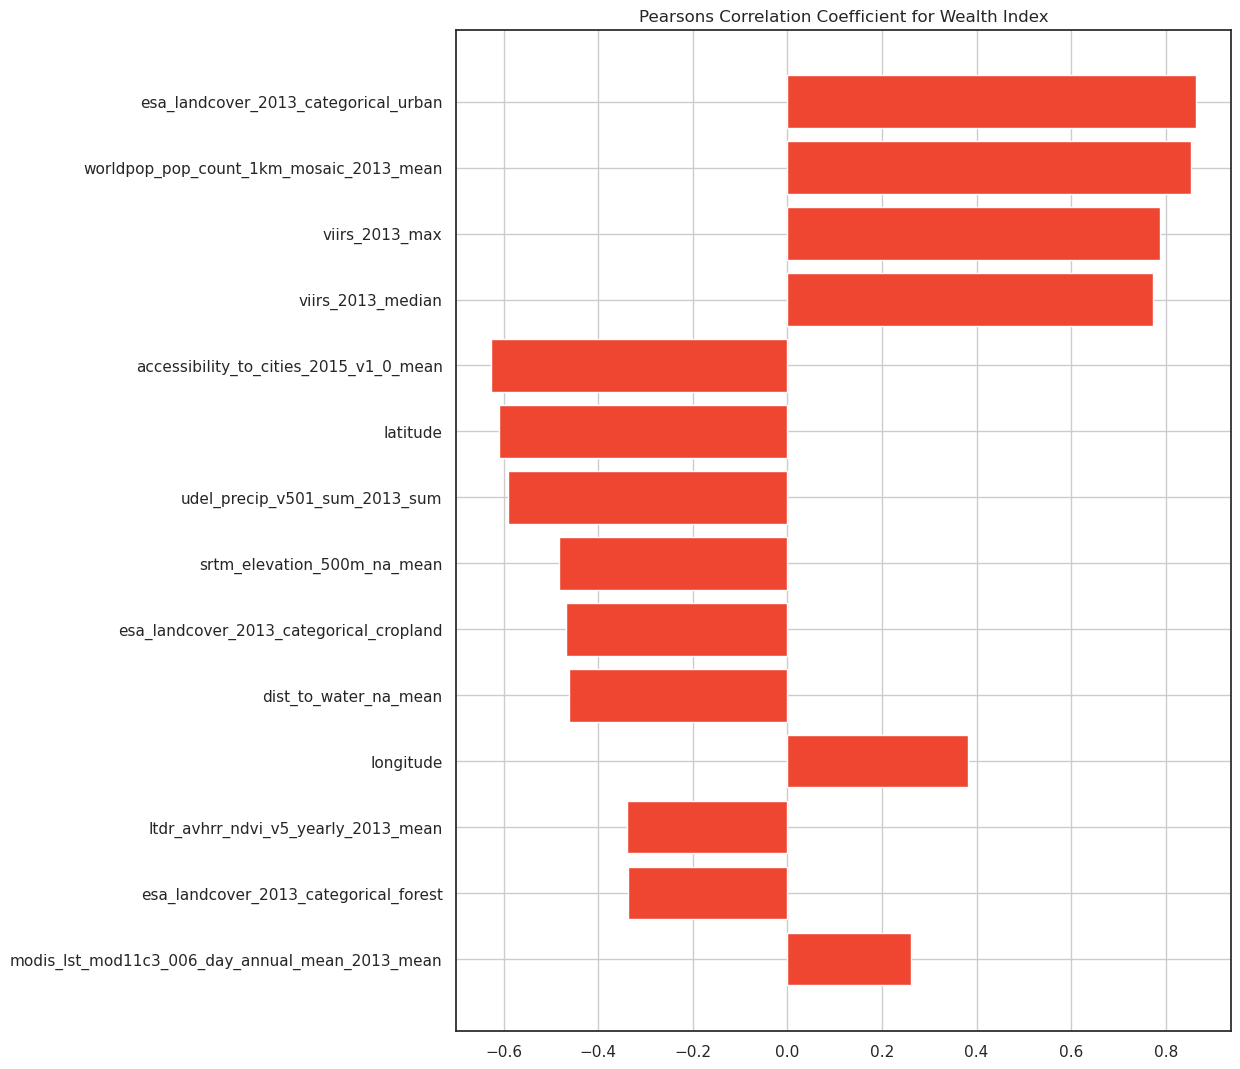 Pearsons Correlation Coefficient for Wealth Index
esa_landcover_2013_categorical_urban
worldpop_pop_count_1km_mosaic_2013_mean
viirs_2013_max
viirs_2013_median
accessibility_to_cities_2015_v1_0_mean
latitude
udel_precip_v501_sum_2013_sum
srtm_elevation_500m_na_mean
esa_landcover_2013_categorical_cropland
dist_to_water_na_mean
longitude
ltdr_avhrr_ndvi_v5_yearly_2013_mean
esa_landcover_2013_categorical_forest
modis_lst_mod11c3_006_day_annual_mean_2013_mean
−0.6 −0.4 −0.2 0.0 0.2 0.4 0.6 0.8